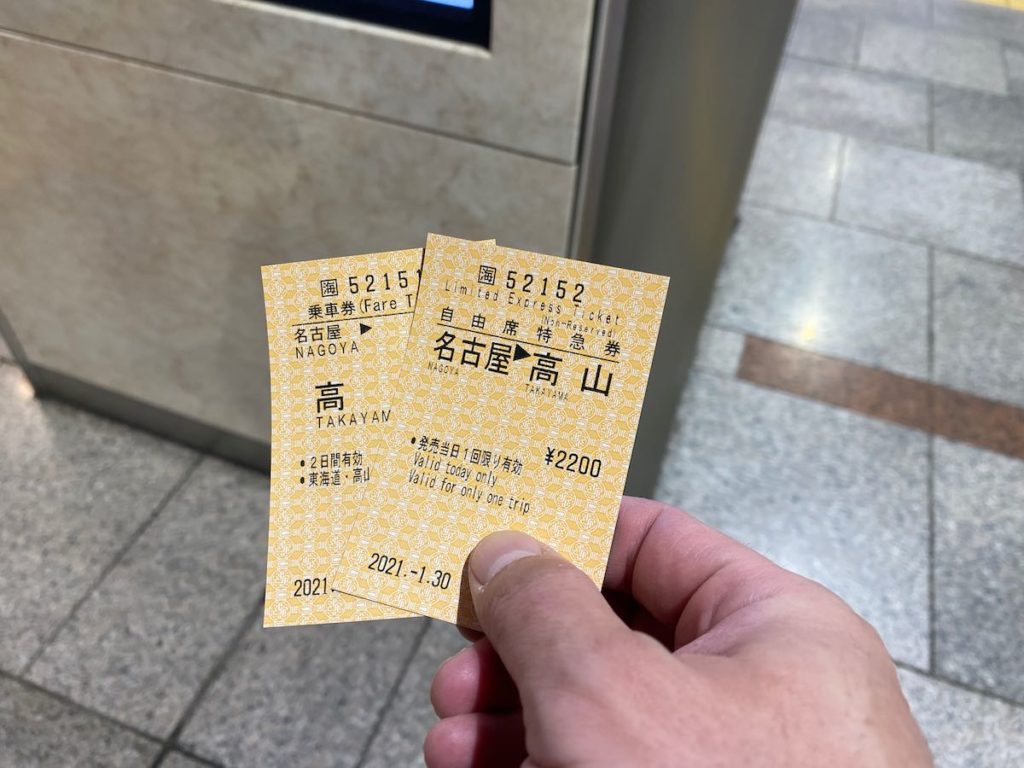 海 5215
乗車券(Fare T
名古屋 ▶
NAGOYA
高
TAKAYAM
●2日間有効
●東海道・高山
2021.
海 52152
Limited Express Ticket
(Non-Reserved)
自由席特急券
名古屋▶高山
NAGOYA TAKAYAMA
●発売当日1回限り有効 ¥2200
Valid today only
Valid for only one trip
2021.-1.30